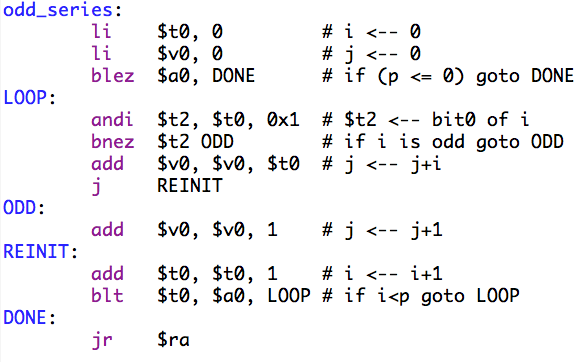 odd_series:
li $t0, 0 # i <-- 0
li $v0, 0 # j <-- 0
blez $a0, DONE # if (p <= 0) goto DONE
LOOP:
andi $t2, $t0, 0x1 # $t2 <-- bit0 of i
bnez $t2 ODD # if i is odd goto ODD
add $v0, $v0, $t0 # j <-- j+i
j REINIT
ODD:
add $v0, $v0, 1 # j <-- j+1
REINIT:
add $t0, $t0, 1 # i <-- i+1
blt $t0, $a0, LOOP # if i<p goto LOOP
DONE:
jr $ra